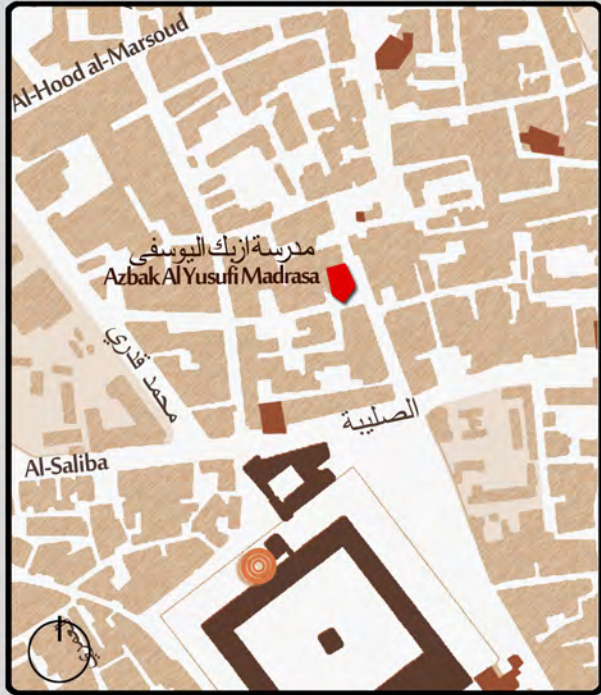 Al-Hood al-Marsoud
مدرسة ازبك اليوسفى
Azbak Al Yusufi Madrasa
محمد قدري
الصليبة
Al-Saliba